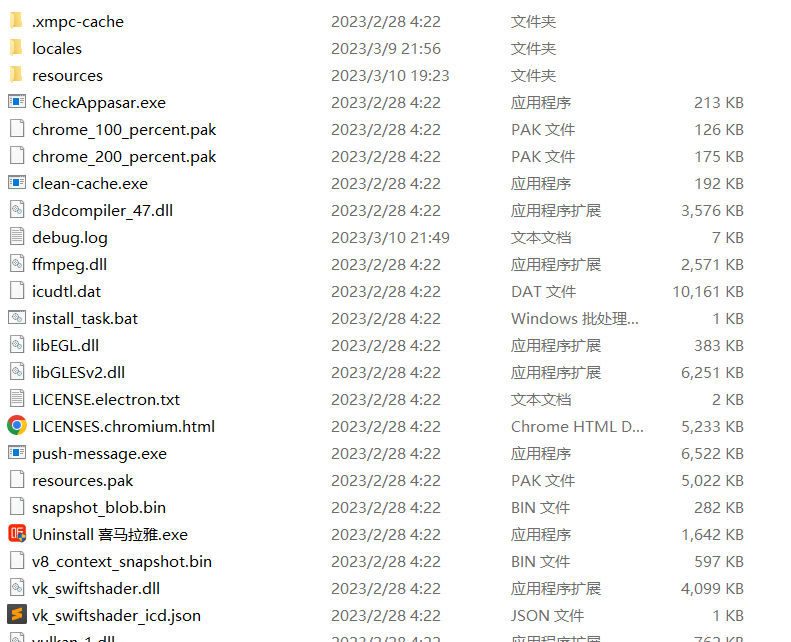 .xmpc-cache 2023/2/28 4:22 文件夹
locales 2023/3/9 21:56 文件夹
resources 2023/3/10 19:23 文件夹
CheckAppasar.exe 2023/2/28 4:22 应用程序 213 KB
chrome_100_percent.pak 2023/2/28 4:22 PAK 文件 126 KB
chrome_200_percent.pak 2023/2/28 4:22 PAK 文件 175 KB
clean-cache.exe 2023/2/28 4:22 应用程序 192 KB
d3dcompiler_47.dll 2023/2/28 4:22 应用程序扩展 3,576 KB
debug.log 2023/3/10 21:49 文本文档 7 KB
ffmpeg.dll 2023/2/28 4:22 应用程序扩展 2,571 KB
icudtl.dat 2023/2/28 4:22 DAT 文件 10,161 KB
install_task.bat 2023/2/28 4:22 Windows 批处理... 1 KB
libEGL.dll 2023/2/28 4:22 应用程序扩展 383 KB
libGLESv2.dll 2023/2/28 4:22 应用程序扩展 6,251 KB
LICENSE.electron.txt 2023/2/28 4:22 文本文档 2 KB
LICENSES.chromium.html 2023/2/28 4:22 Chrome HTML D... 5,233 KB
push-message.exe 2023/2/28 4:22 应用程序 6,522 KB
resources.pak 2023/2/28 4:22 PAK 文件 5,022 KB
snapshot_blob.bin 2023/2/28 4:22 BIN 文件 282 KB
Uninstall 喜马拉雅.exe 2023/2/28 4:22 应用程序 1,642 KB
v8_context_snapshot.bin 2023/2/28 4:22 BIN 文件 597 KB
vk_swiftshader.dll 2023/2/28 4:22 应用程序扩展 4,099 KB
vk_swiftshader_icd.json 2023/2/28 4:22 JSON 文件 1 KB
vulkan-1.dll 2023/2/28 4:22 应用程序扩展